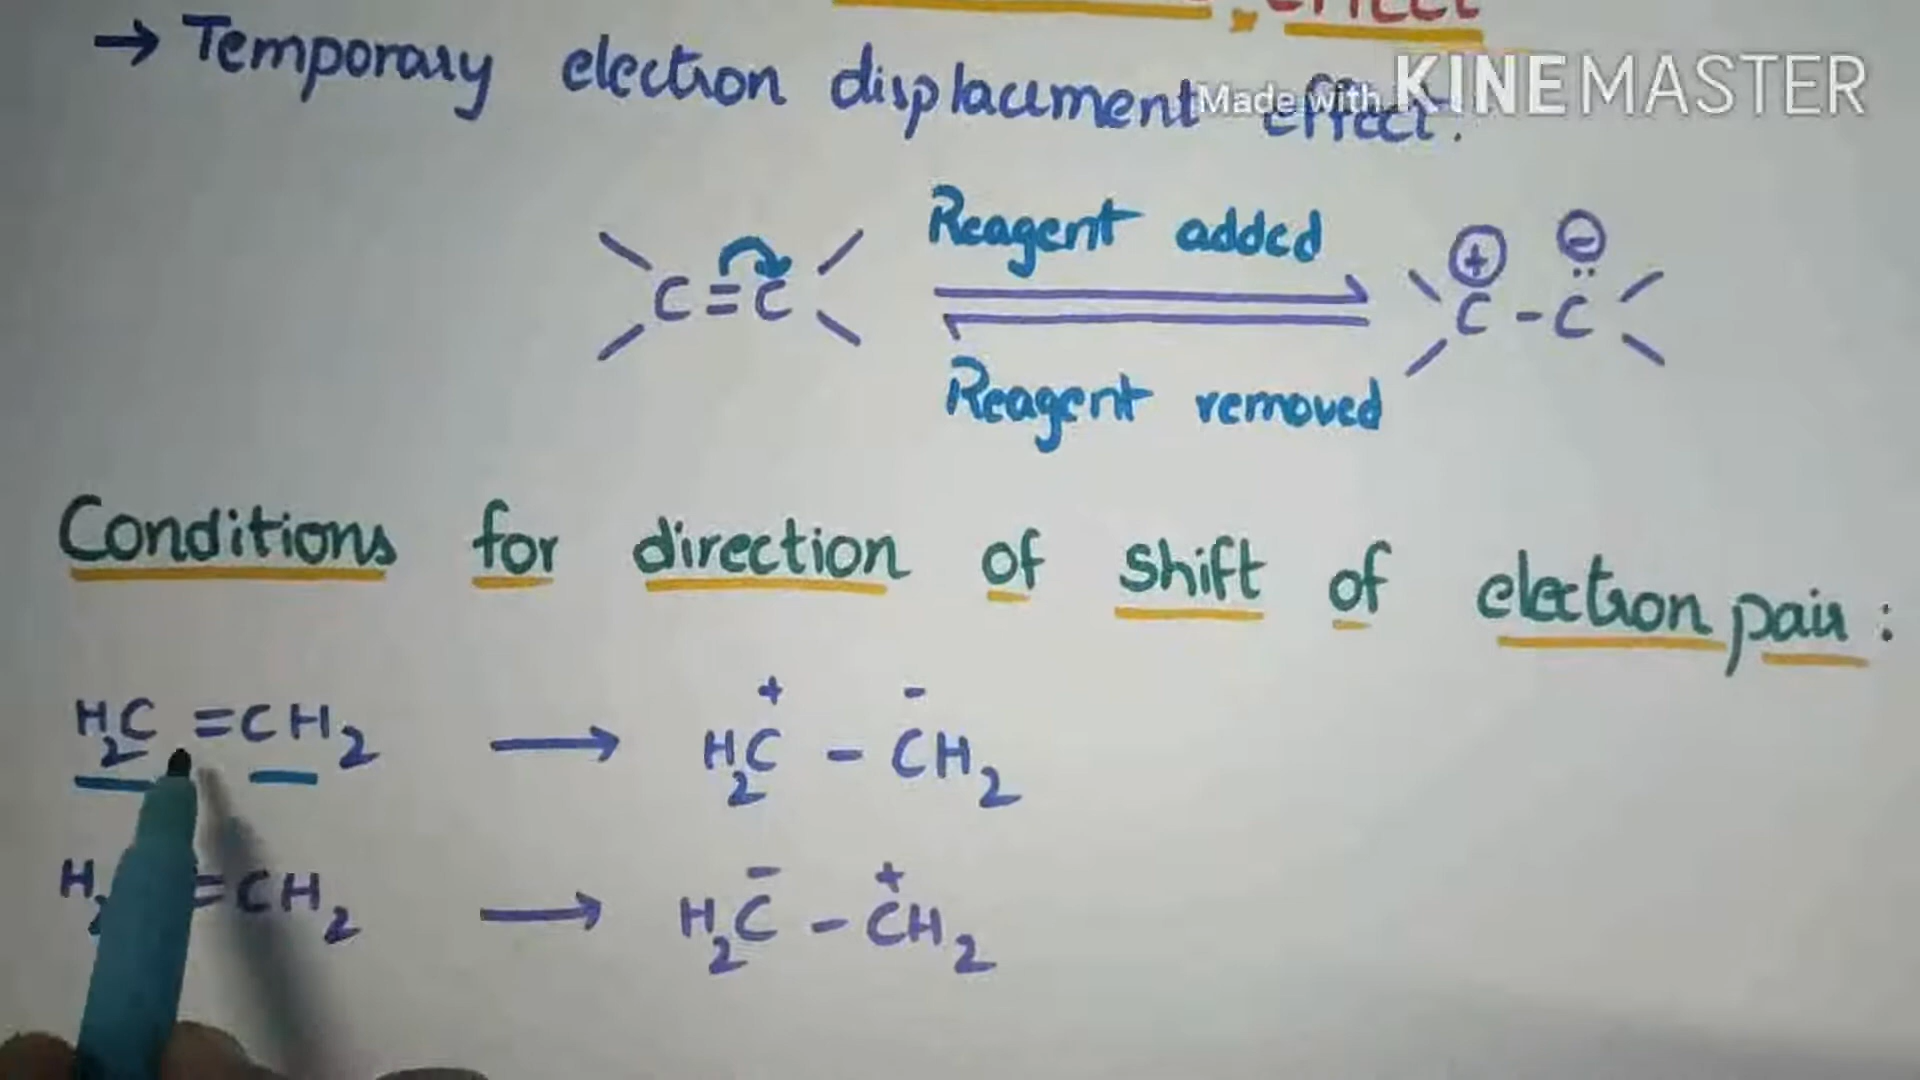 effect
→ Temporary electron displacement effect.
Made with KINEMASTER
C = C
Reagent added
Reagent removed
⊕ ⊖
C - C̈
Conditions for direction of shift of electron pair :
H₂C = CH₂ → H₂C⁺ - C⁻H₂
H = CH₂ → H₂C⁻ - C⁺H₂